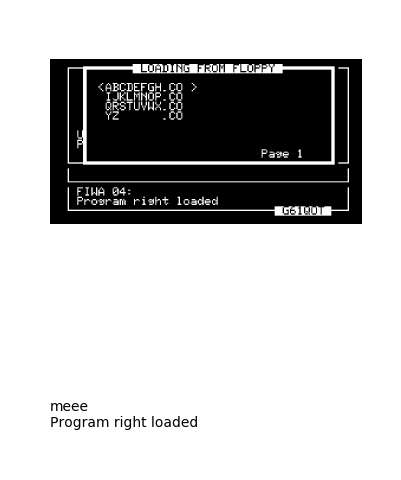 LOADING FROM FLOPPY
<ABCDEFGH.CO >
IJKLMNOP.CO
QRSTUVWX.CO
YZ      .CO
U
P
Page 1
FIWA 04:
Program right loaded
G61QOT
meee
Program right loaded